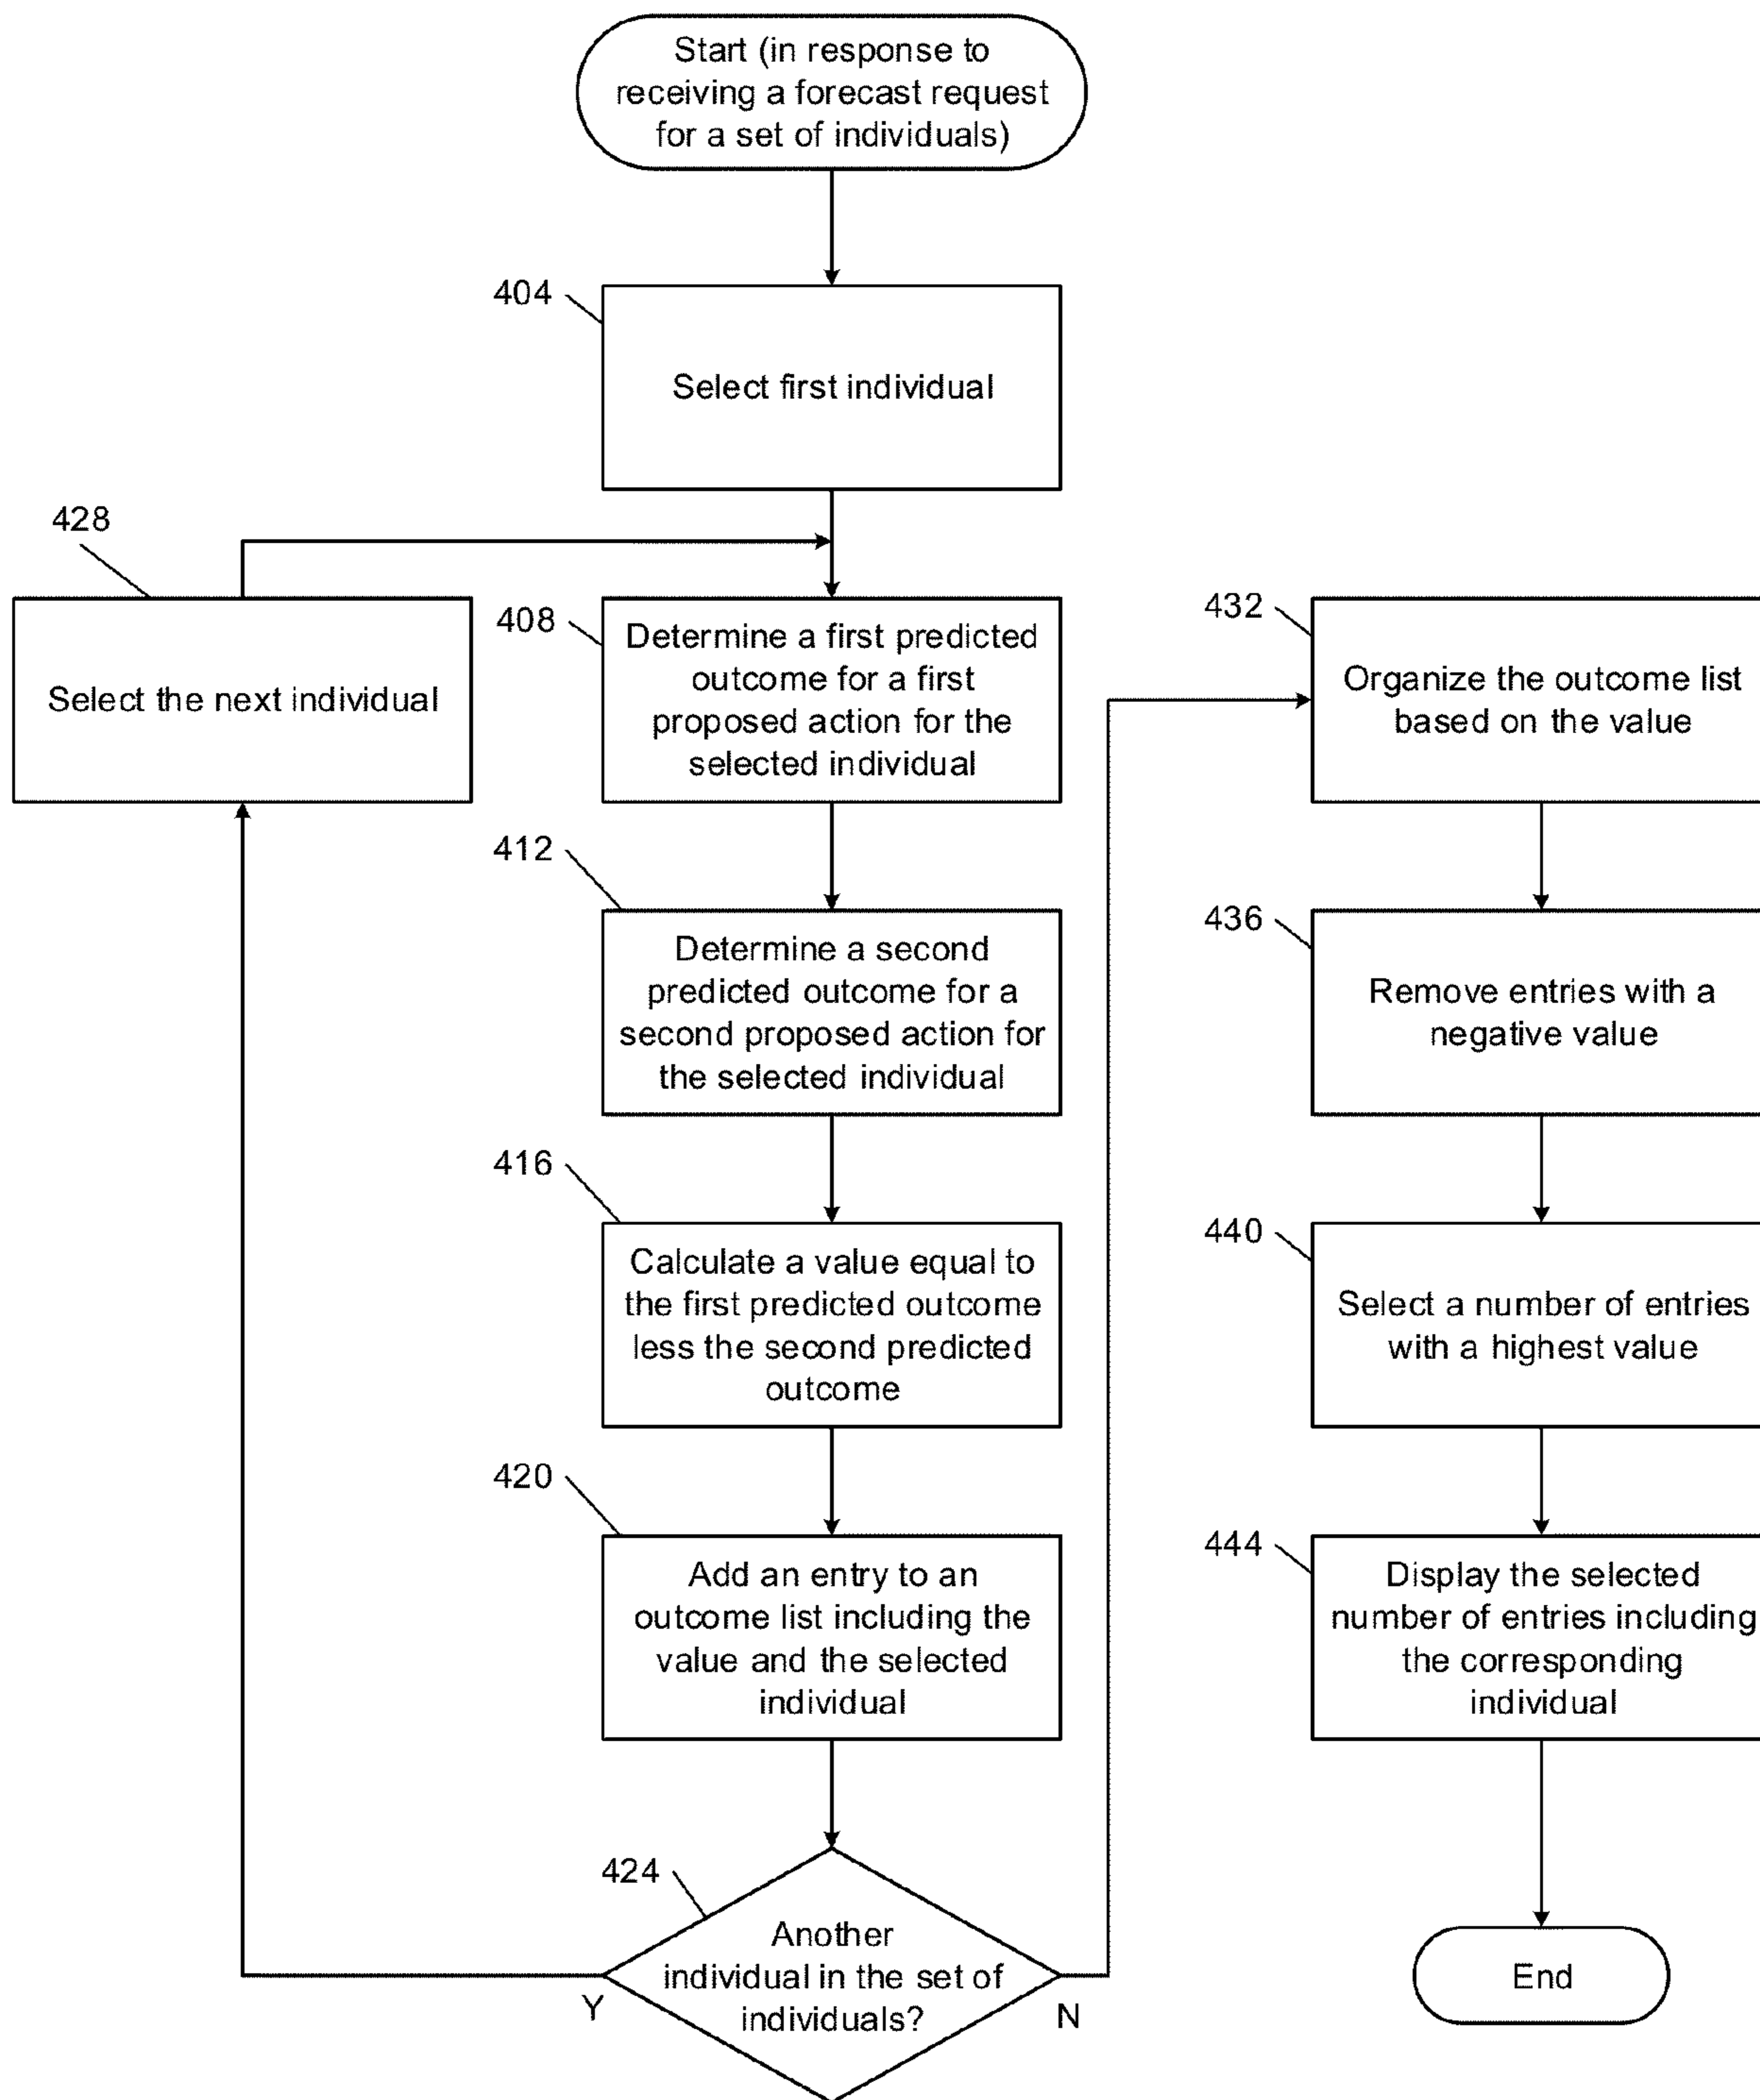 Start (in response to
receiving a forecast request
for a set of individuals)
404
Select first individual
428
Select the next individual
408
Determine a first predicted
outcome for a first
proposed action for the
selected individual
412
Determine a second
predicted outcome for a
second proposed action for
the selected individual
416
Calculate a value equal to
the first predicted outcome
less the second predicted
outcome
420
Add an entry to an
outcome list including the
value and the selected
individual
424
Another
individual in the set of
individuals?
Y
N
432
Organize the outcome list
based on the value
436
Remove entries with a
negative value
440
Select a number of entries
with a highest value
444
Display the selected
number of entries including
the corresponding
individual
End